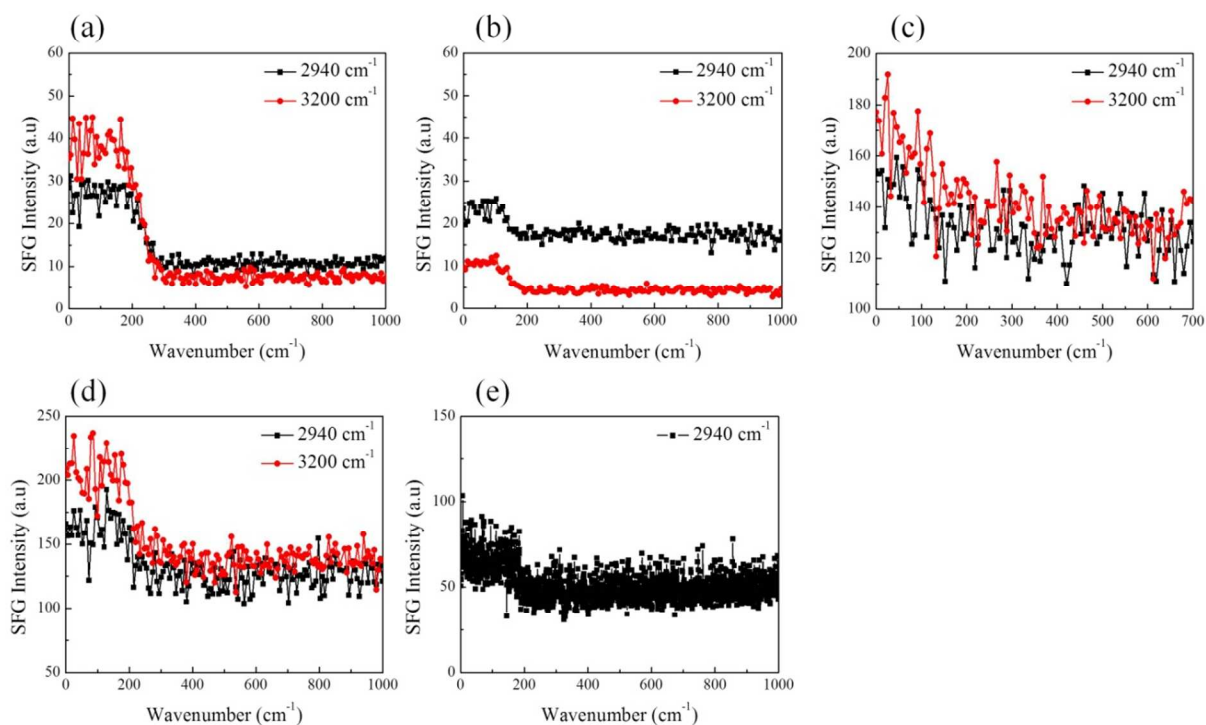 (a)
60
50
40
30
20
10
0
SFG Intensity (a.u)
2940 cm⁻¹
3200 cm⁻¹
0 200 400 600 800 1000
Wavenumber (cm⁻¹)
(b)
60
50
40
30
20
10
0
SFG Intensity (a.u)
2940 cm⁻¹
3200 cm⁻¹
0 200 400 600 800 1000
Wavenumber (cm⁻¹)
(c)
200
180
160
140
120
100
SFG Intensity (a.u)
2940 cm⁻¹
3200 cm⁻¹
0 100 200 300 400 500 600 700
Wavenumber (cm⁻¹)
(d)
250
200
150
100
50
SFG Intensity (a.u)
2940 cm⁻¹
3200 cm⁻¹
0 200 400 600 800 1000
Wavenumber (cm⁻¹)
(e)
150
100
50
0
SFG Intensity (a.u)
2940 cm⁻¹
0 200 400 600 800 1000
Wavenumber (cm⁻¹)